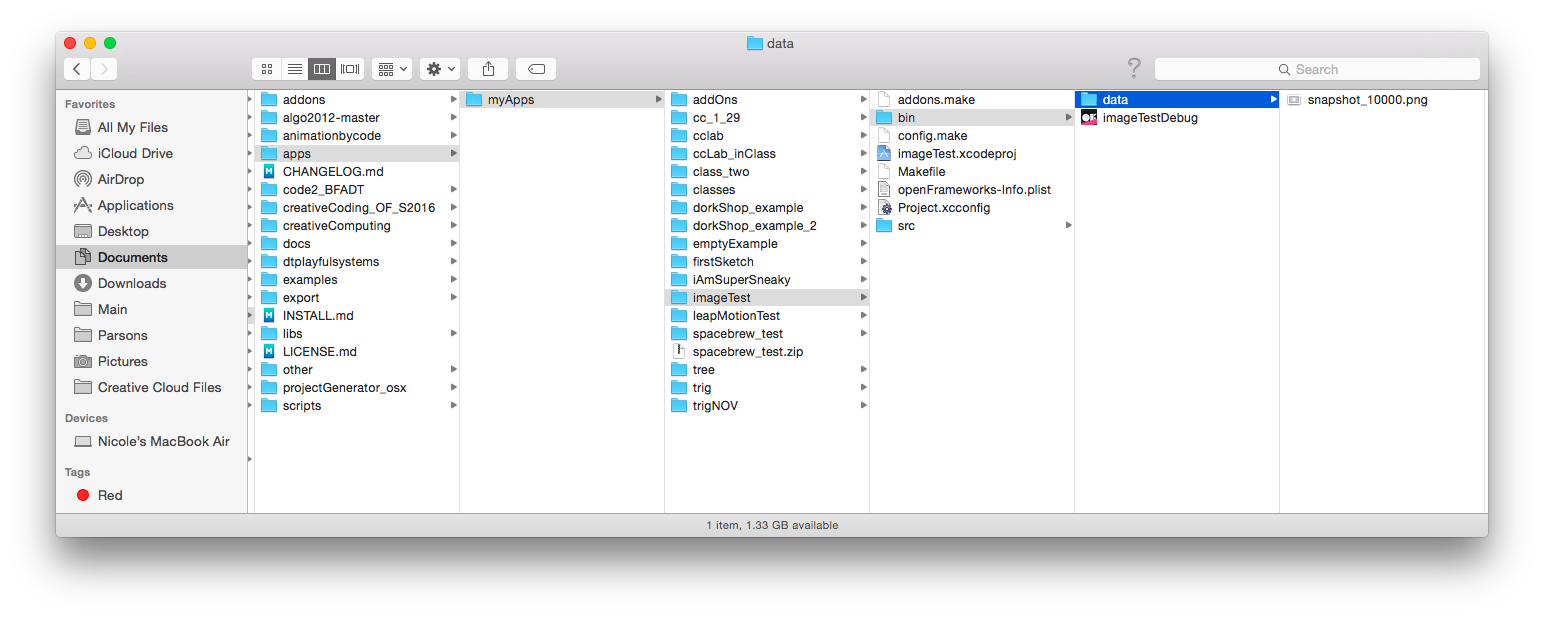 data
Search
Favorites
All My Files
iCloud Drive
AirDrop
Applications
Desktop
Documents
Downloads
Main
Parsons
Pictures
Creative Cloud Files
Devices
Nicole's MacBook Air
Tags
Red
addons
algo2012-master
animationbycode
apps
CHANGELOG.md
code2_BFADT
creativeCoding_OF_S2016
creativeComputing
docs
dtplayfulsystems
examples
export
INSTALL.md
libs
LICENSE.md
other
projectGenerator_osx
scripts
myApps
addOns
cc_1_29
cclab
ccLab_inClass
class_two
classes
dorkShop_example
dorkShop_example_2
emptyExample
firstSketch
iAmSuperSneaky
imageTest
leapMotionTest
spacebrew_test
spacebrew_test.zip
tree
trig
trigNOV
addons.make
bin
config.make
imageTest.xcodeproj
Makefile
openFrameworks-Info.plist
Project.xcconfig
src
data
imageTestDebug
snapshot_10000.png
1 item, 1.33 GB available